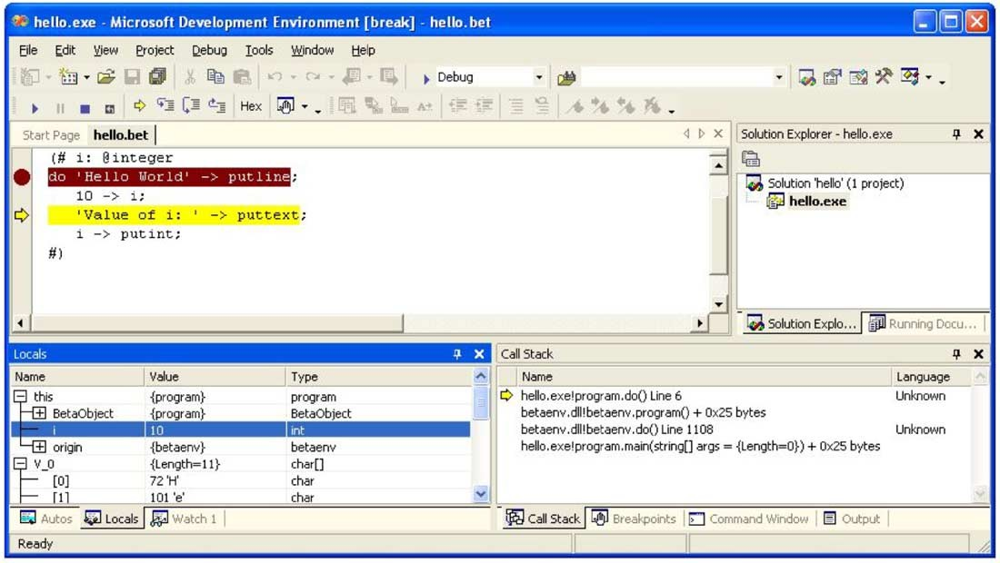 hello.exe - Microsoft Development Environment [break] - hello.bet
File Edit View Project Debug Tools Window Help
Debug
Hex
Start Page hello.bet
(# i: @integer
do 'Hello World' -> putline;
10 -> i;
'Value of i: ' -> puttext;
i -> putint;
#)
Solution Explorer - hello.exe
Solution 'hello' (1 project)
hello.exe
Solution Explo... Running Docu...
Locals
Name Value Type
this {program} program
BetaObject {program} BetaObject
i 10 int
origin {betaenv} betaenv
V_0 {Length=11} char[]
[0] 72 'H' char
[1] 101 'e' char
Autos Locals Watch 1
Call Stack
Name Language
hello.exe!program.do() Line 6 Unknown
betaenv.dll!betaenv.program() + 0x25 bytes
betaenv.dll!betaenv.do() Line 1108 Unknown
hello.exe!program.main(string[] args = {Length=0}) + 0x25 bytes
Call Stack Breakpoints Command Window Output
Ready